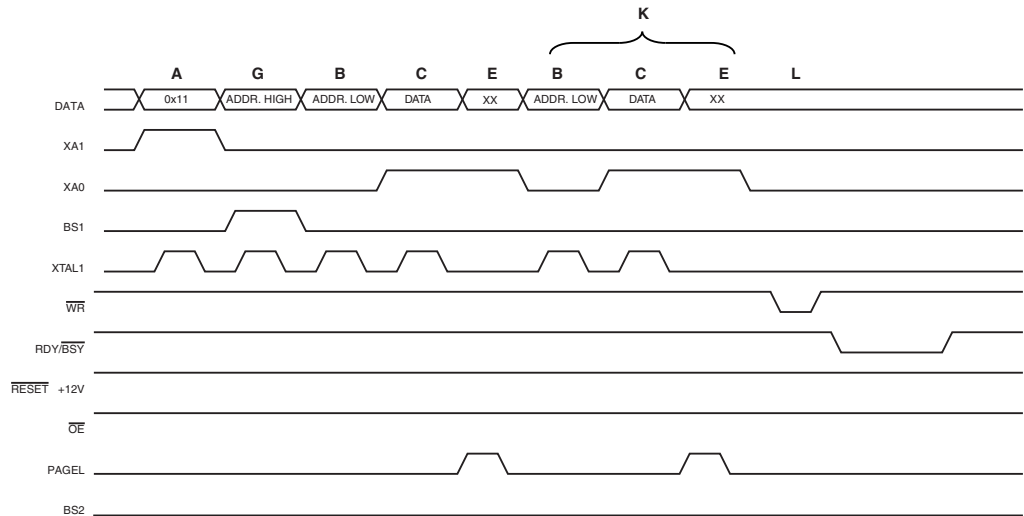 K
A G B C E B C E L
DATA 0x11 ADDR. HIGH ADDR. LOW DATA XX ADDR. LOW DATA XX
XA1
XA0
BS1
XTAL1
WR
RDY/BSY
RESET +12V
OE
PAGEL
BS2